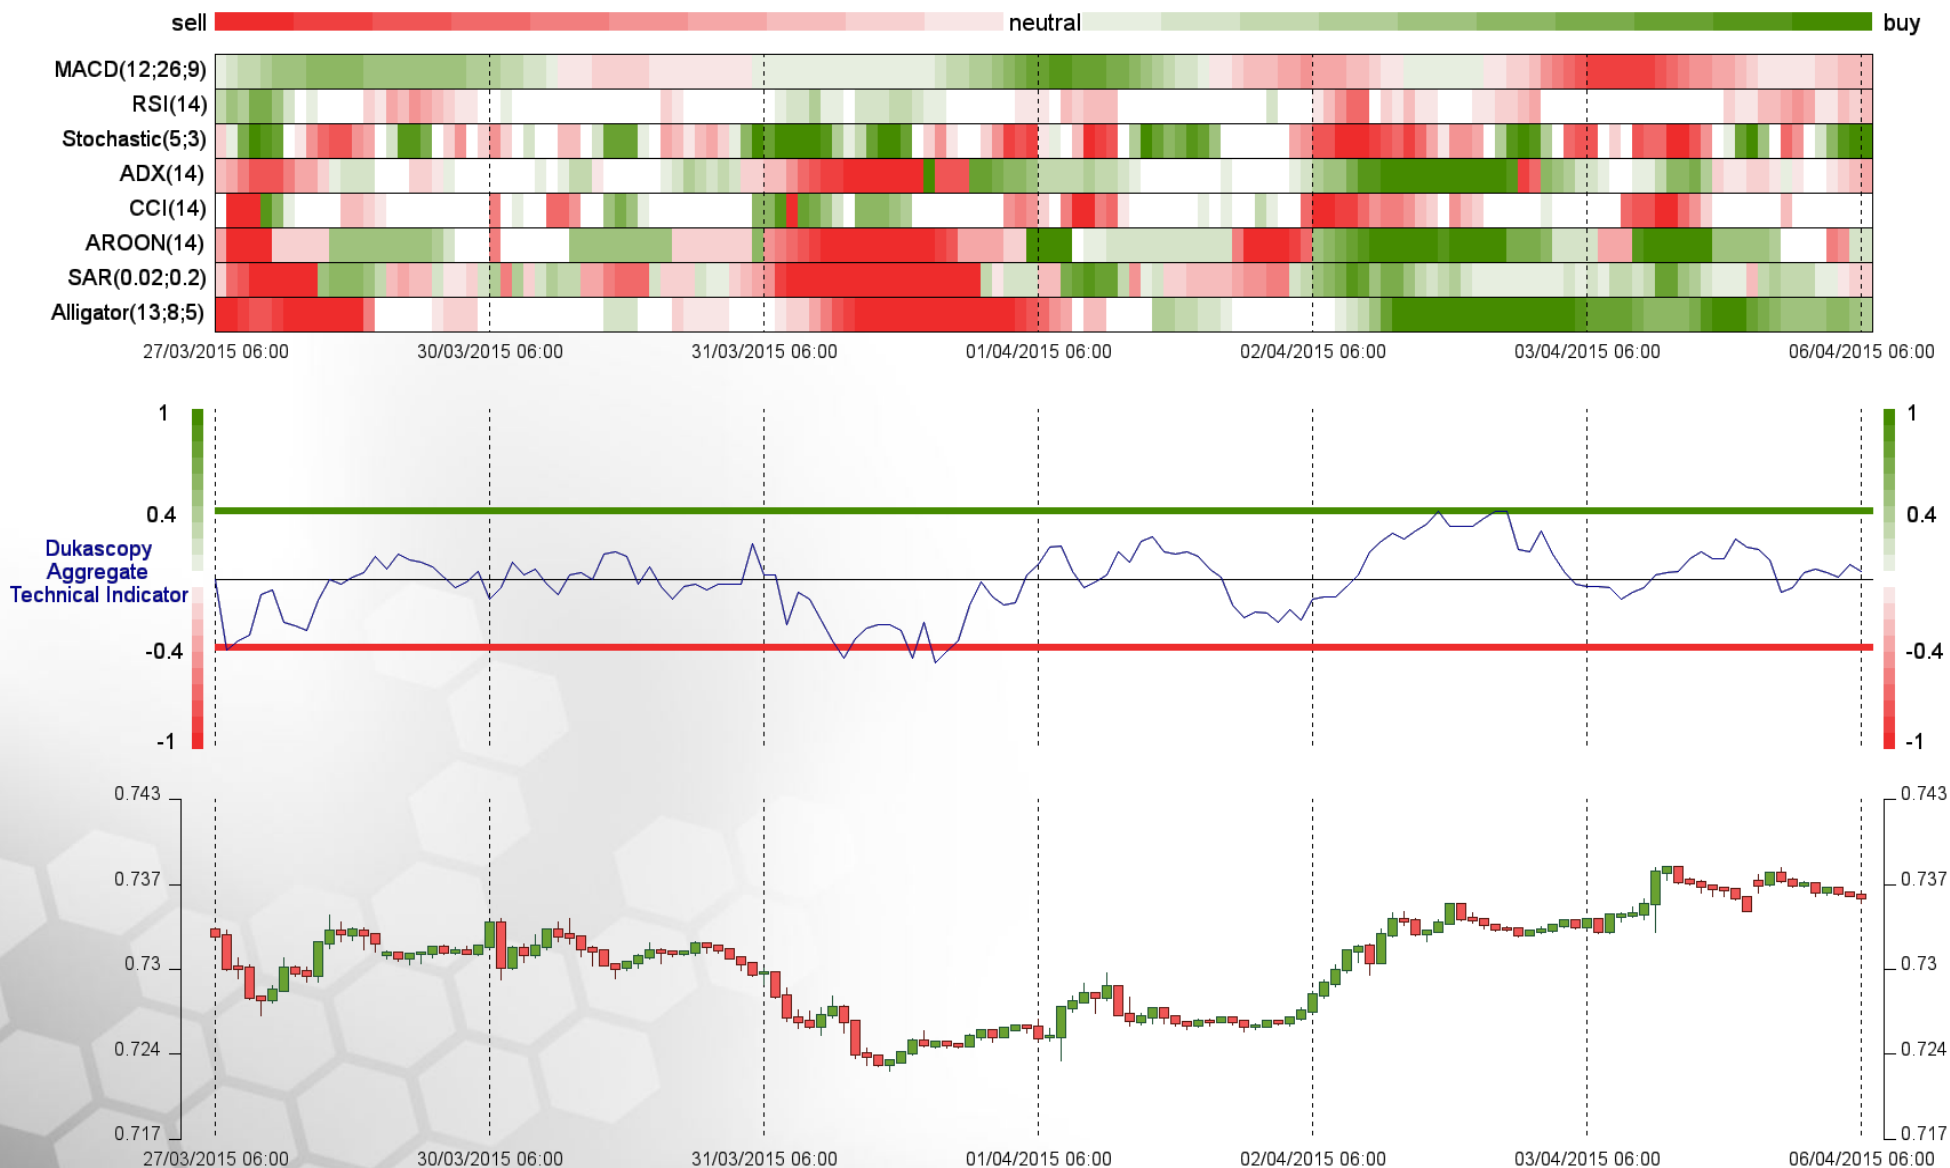 sell neutral buy
MACD(12;26;9)
RSI(14)
Stochastic(5;3)
ADX(14)
CCI(14)
AROON(14)
SAR(0.02;0.2)
Alligator(13;8;5)
27/03/2015 06:00 30/03/2015 06:00 31/03/2015 06:00 01/04/2015 06:00 02/04/2015 06:00 03/04/2015 06:00 06/04/2015 06:00
1 1
0.4 0.4
Dukascopy
Aggregate
Technical Indicator
-0.4 -0.4
-1 -1
0.743 0.743
0.737 0.737
0.73 0.73
0.724 0.724
0.717 0.717
27/03/2015 06:00 30/03/2015 06:00 31/03/2015 06:00 01/04/2015 06:00 02/04/2015 06:00 03/04/2015 06:00 06/04/2015 06:00